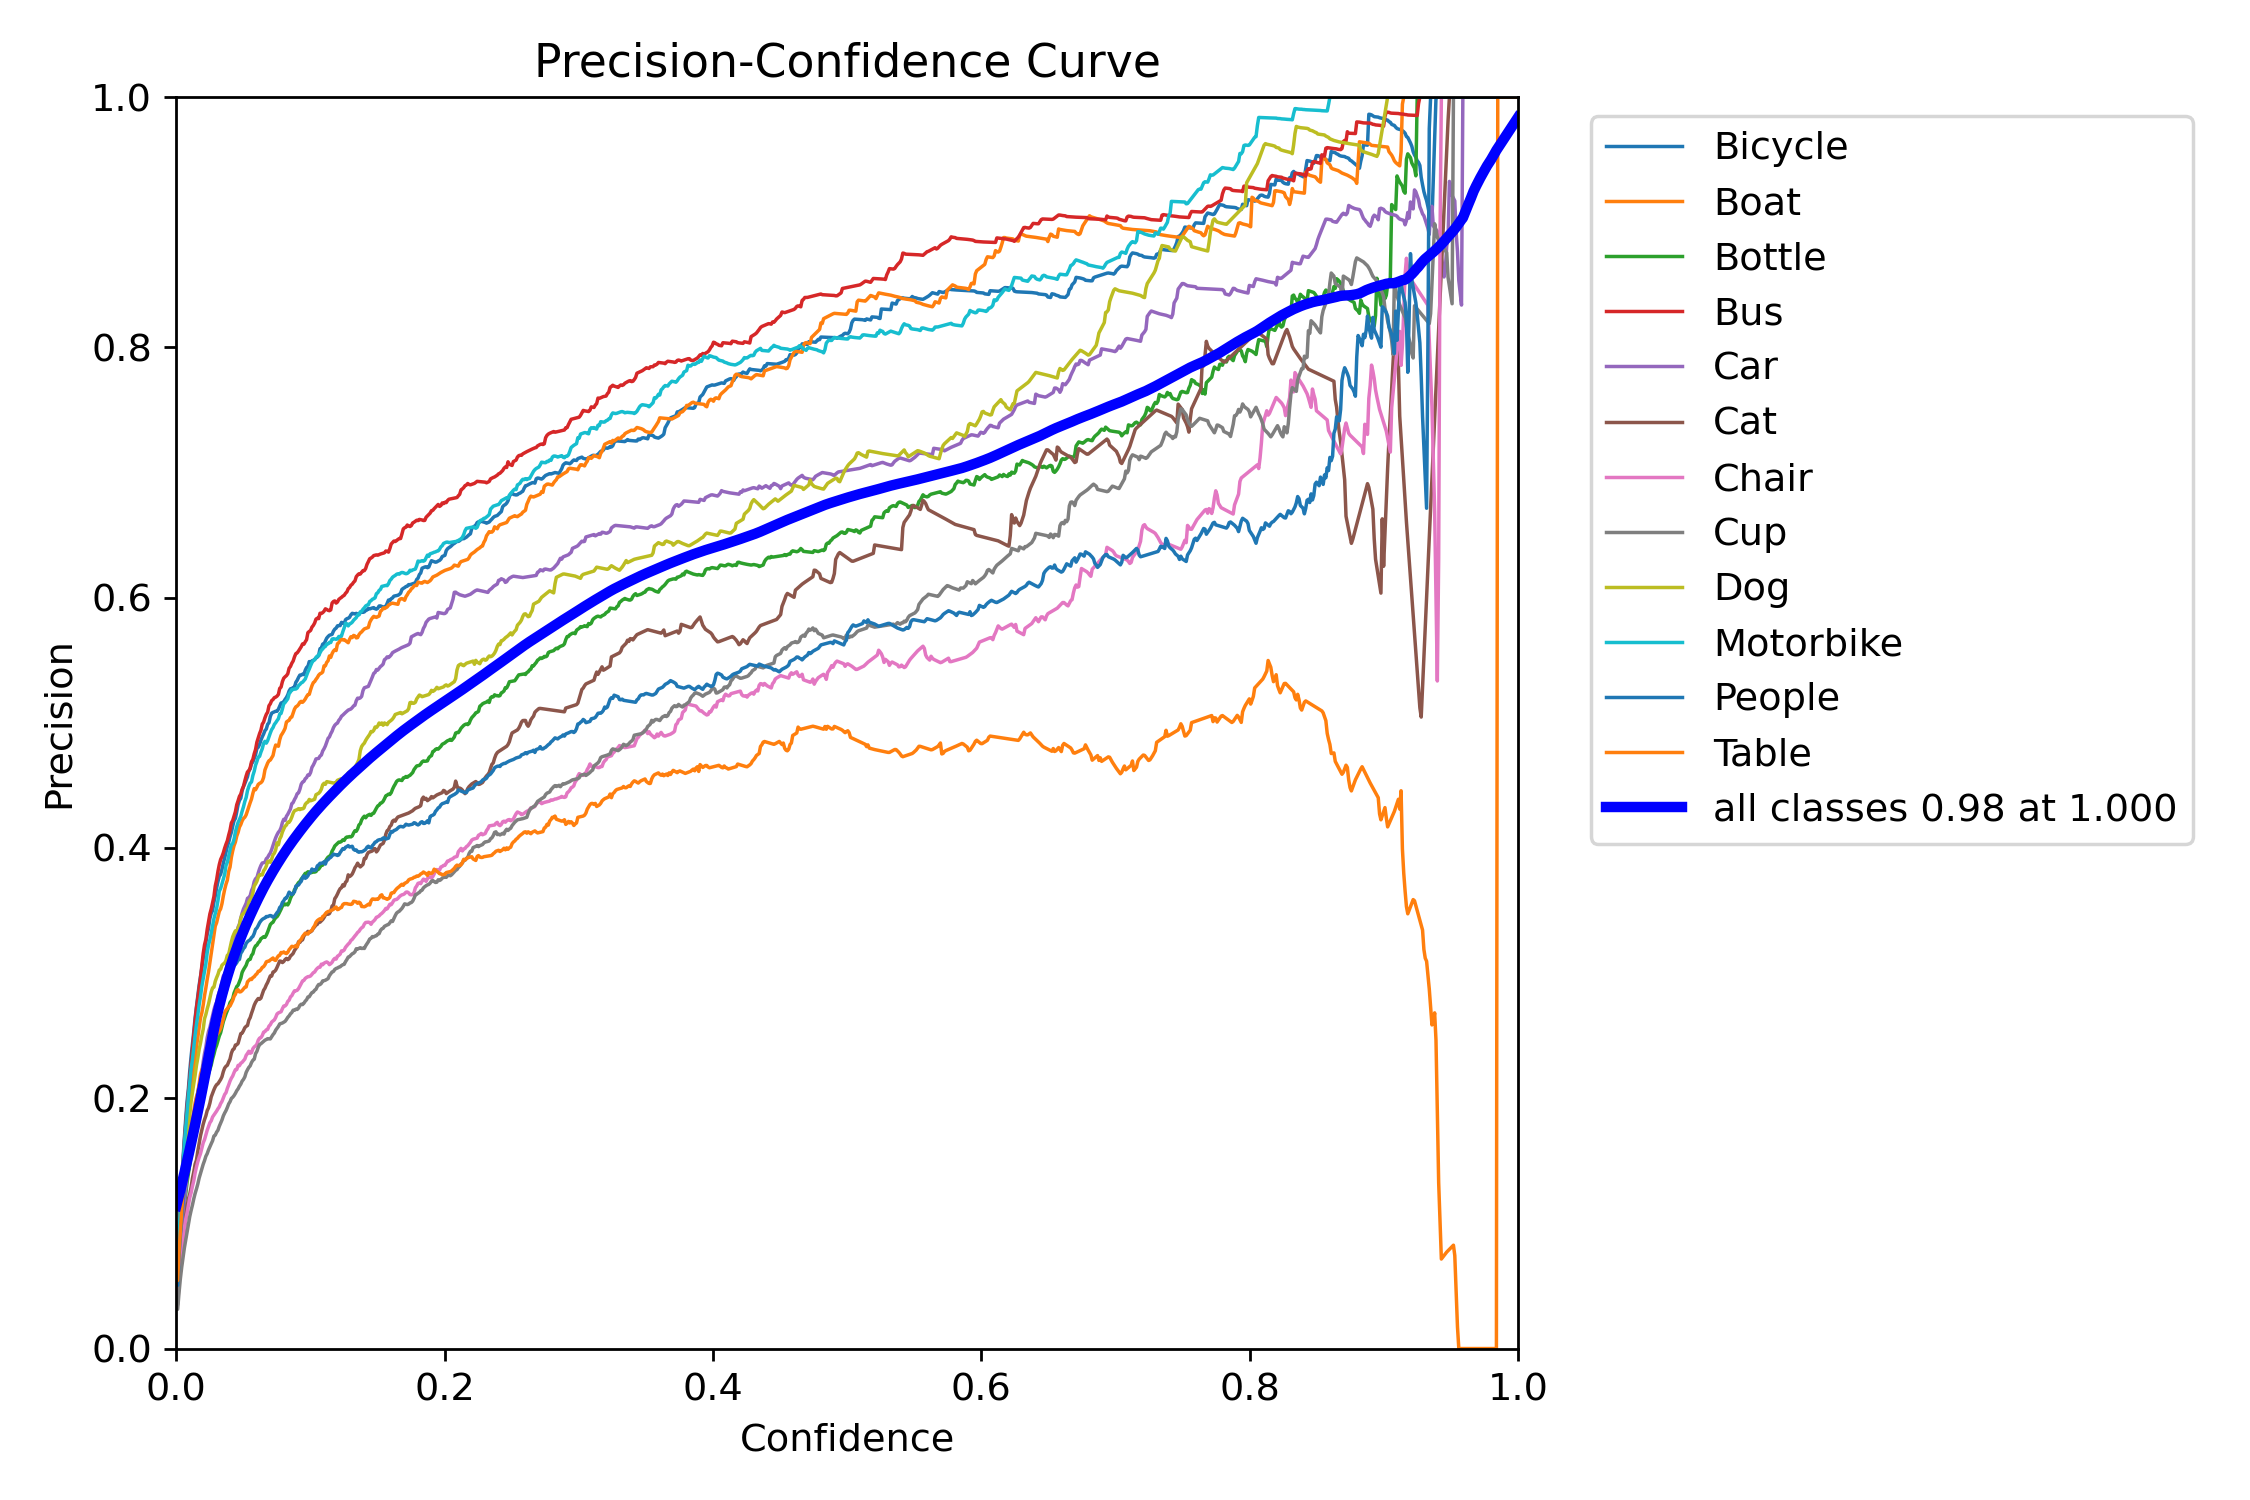 Precision-Confidence Curve
1.0
0.8
0.6
0.4
0.2
0.0
Precision
0.0 0.2 0.4 0.6 0.8 1.0
Confidence
Bicycle
Boat
Bottle
Bus
Car
Cat
Chair
Cup
Dog
Motorbike
People
Table
all classes 0.98 at 1.000